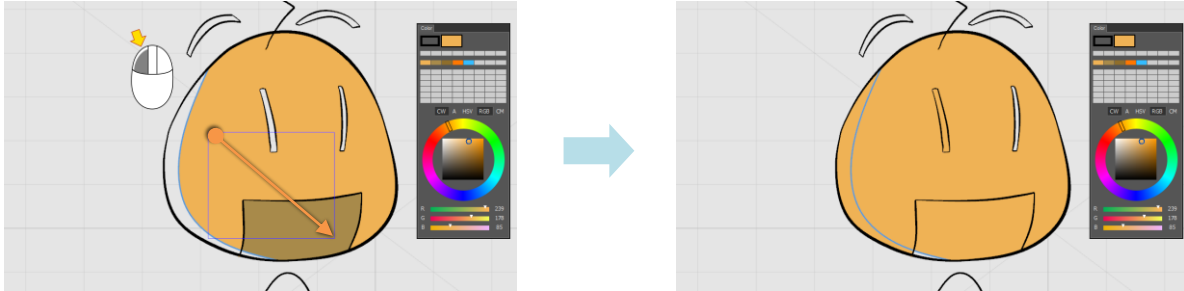 Color
CW A HSV RGB CM
R 239
G 178
B 85
Color
CW A HSV RGB CM
R 239
G 178
B 85